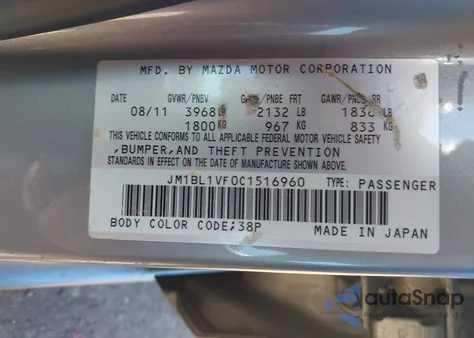 MFD. BY MAZDA MOTOR CORPORATION
DATE GVWR/PNBV GAWR/PNBE FRT GAWR/PNBE RR
08/11 3968LB 2132 LB 1836 LB
1800KG 967 KG 833 KG
THIS VEHICLE CONFORMS TO ALL APPLICABLE FEDERAL MOTOR VEHICLE SAFETY
,BUMPER,AND THEFT PREVENTION
STANDARDS IN EFFECT ON THE DATE OF MANUFACTURE SHOWN ABOVE.
JM1BL1VF0C1516960 TYPE: PASSENGER
BODY COLOR CODE;38P MADE IN JAPAN
autoSnap